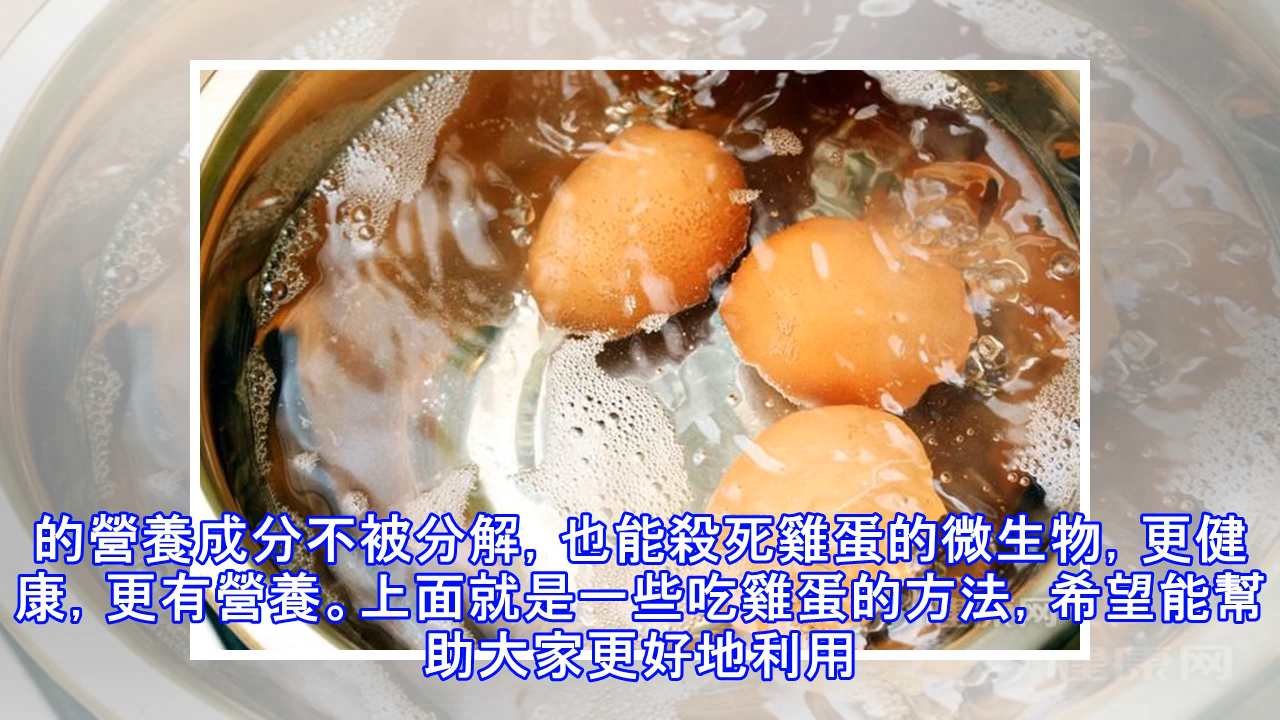 的營養成分不被分解, 也能殺死雞蛋的微生物, 更健
康, 更有營養。上面就是一些吃雞蛋的方法, 希望能幫
助大家更好地利用